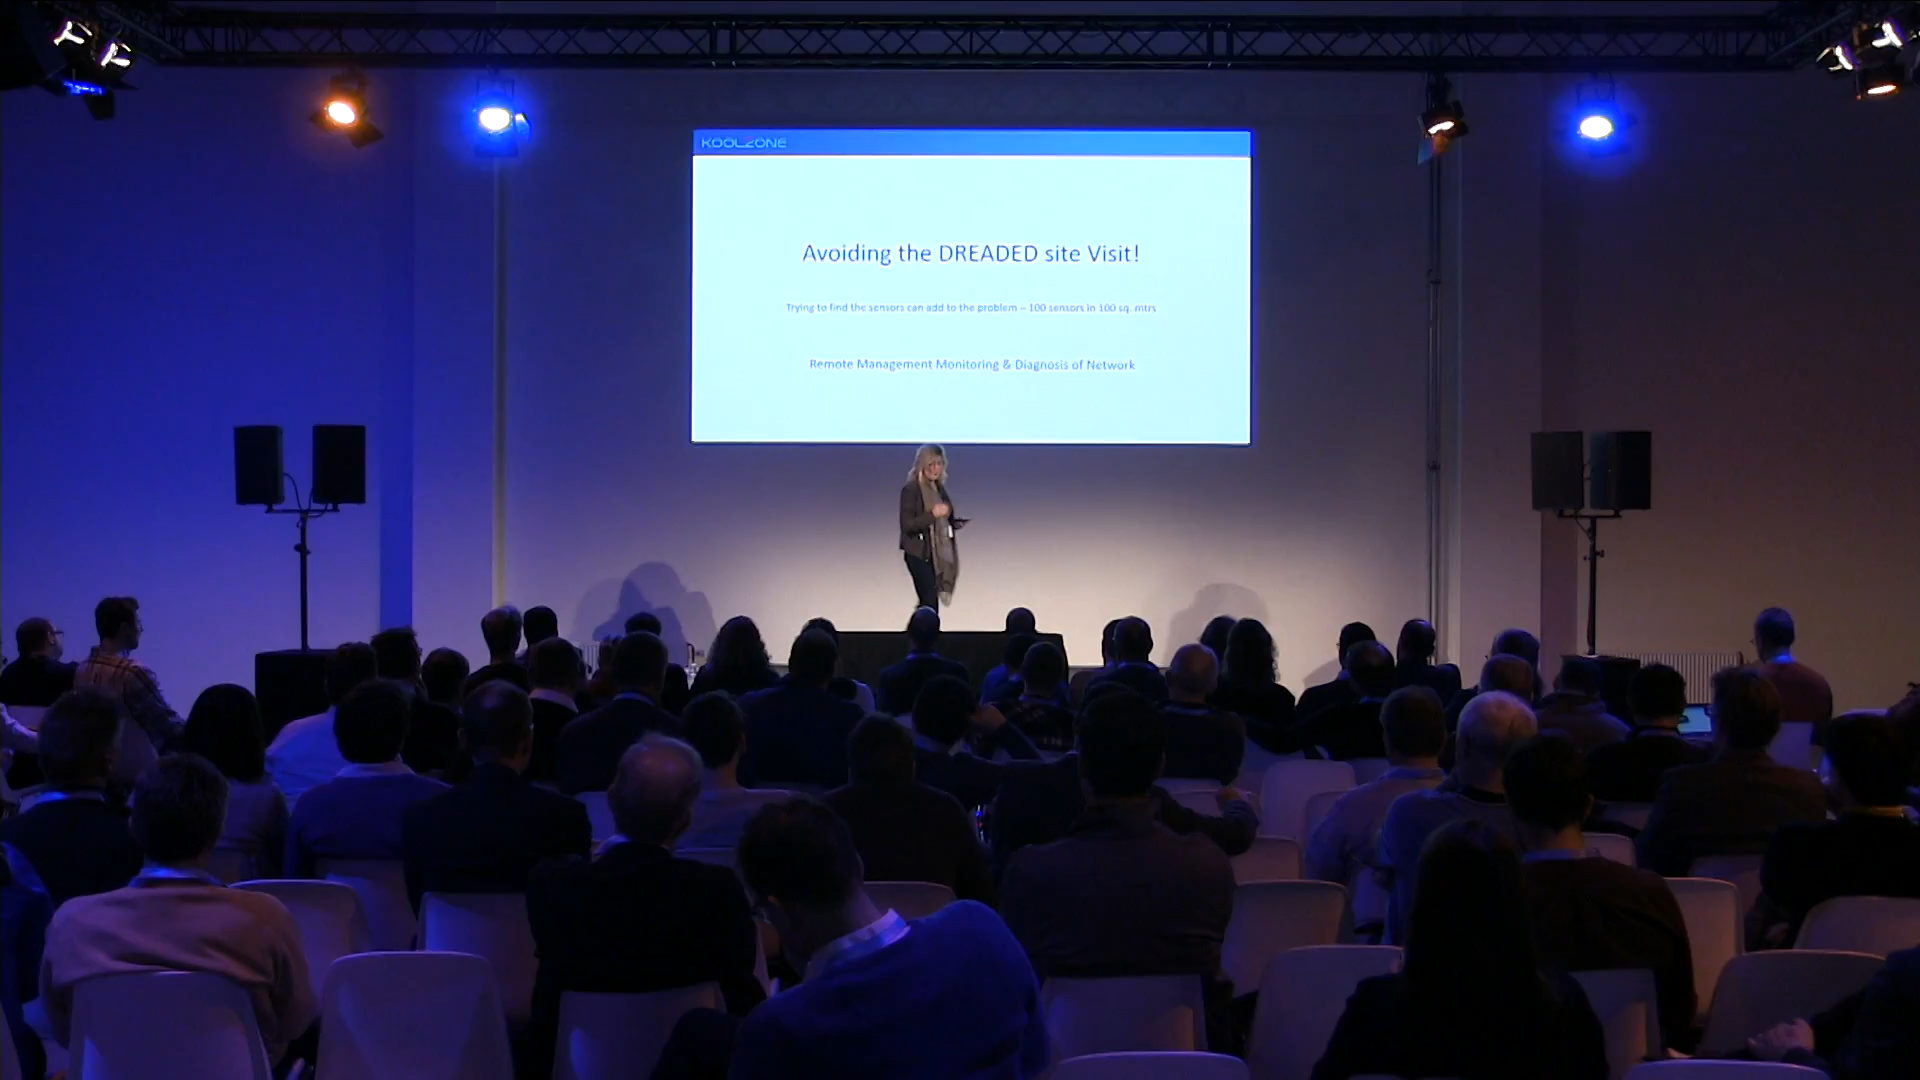 KOOLZONE
Avoiding the DREADED site Visit!
Trying to find the sensors can add to the problem – 100 sensors in 100 sq. mtrs
Remote Management Monitoring & Diagnosis of Network